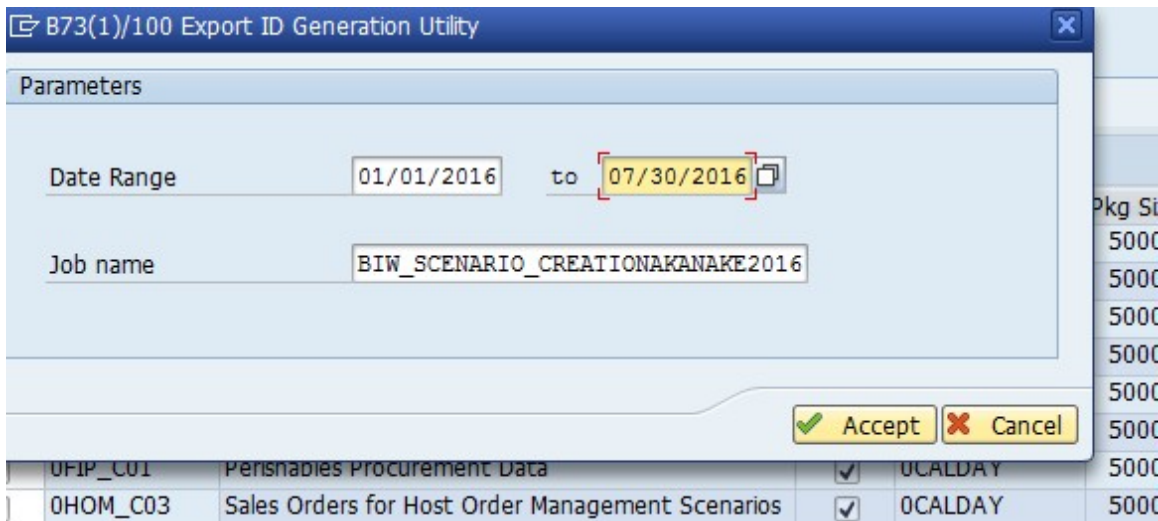 B73(1)/100 Export ID Generation Utility
Parameters
Date Range 01/01/2016 to 07/30/2016
Pkg
5000
Job name BIW_SCENARIO_CREATIONAKANAKE2016
5000
5000
5000
5000
Accept Cancel
5000
0FIP_C01 Perishables Procurement Data 0CALDAY 5000
0HOM_C03 Sales Orders for Host Order Management Scenarios 0CALDAY 5000